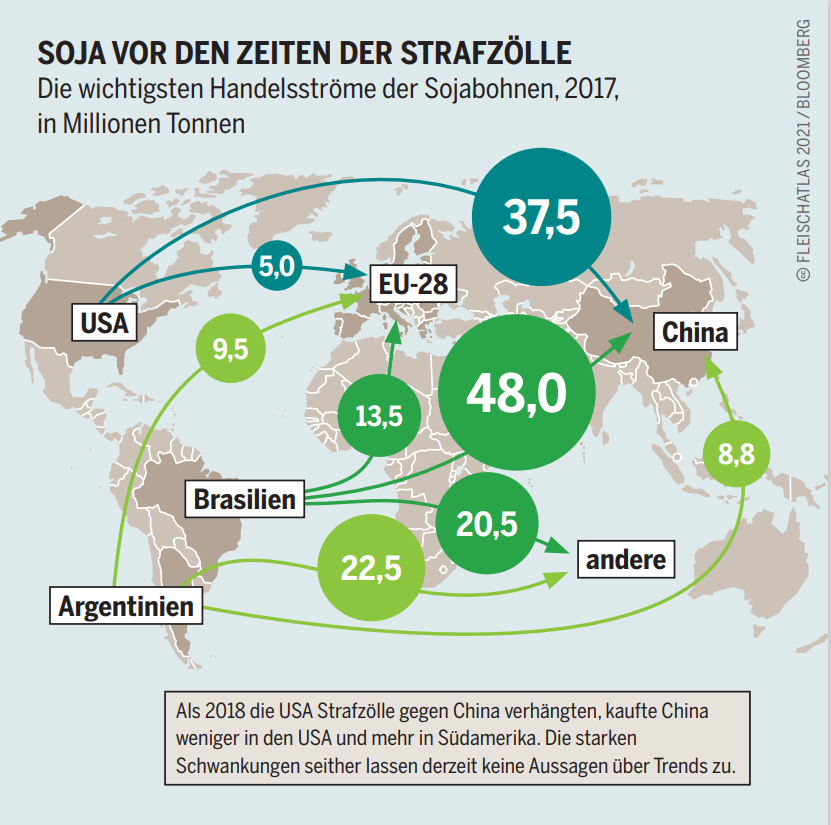 SOJA VOR DEN ZEITEN DER STRAFZÖLLE
Die wichtigsten Handelsströme der Sojabohnen, 2017,
in Millionen Tonnen
FLEISCHATLAS 2021 / BLOOMBERG
cc
37,5
5,0
EU-28
USA
China
9,5
48,0
13,5
8,8
Brasilien
20,5
22,5
andere
Argentinien
Als 2018 die USA Strafzölle gegen China verhängten, kaufte China
weniger in den USA und mehr in Südamerika. Die starken
Schwankungen seither lassen derzeit keine Aussagen über Trends zu.